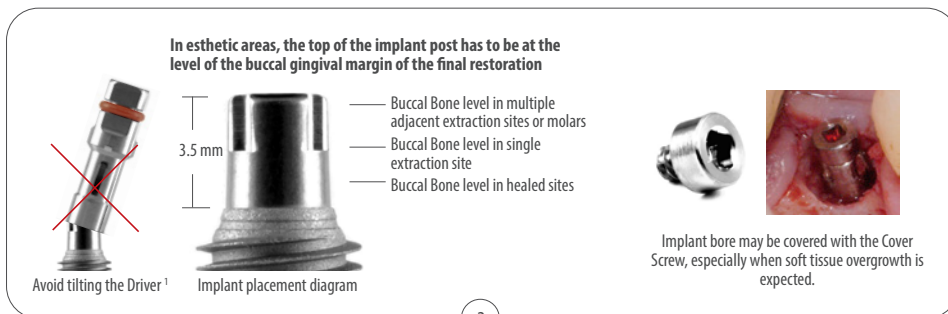 In esthetic areas, the top of the implant post has to be at the
level of the buccal gingival margin of the final restoration
3.5 mm
Buccal Bone level in multiple
adjacent extraction sites or molars
Buccal Bone level in single
extraction site
Buccal Bone level in healed sites
Avoid tilting the Driver 1
Implant placement diagram
Implant bore may be covered with the Cover
Screw, especially when soft tissue overgrowth is
expected.